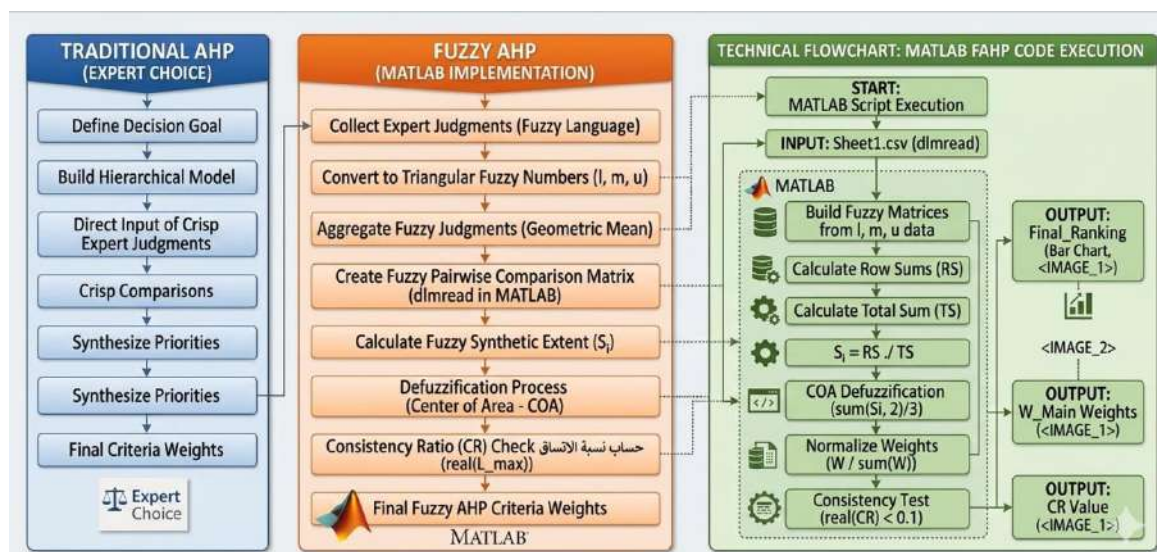 TRADITIONAL AHP
(EXPERT CHOICE)
Define Decision Goal
Build Hierarchical Model
Direct Input of Crisp
Expert Judgments
Crisp Comparisons
Synthesize Priorities
Synthesize Priorities
Final Criteria Weights
Expert
Choice
FUZZY AHP
(MATLAB IMPLEMENTATION)
Collect Expert Judgments (Fuzzy Language)
Convert to Triangular Fuzzy Numbers (l, m, u)
Aggregate Fuzzy Judgments (Geometric Mean)
Create Fuzzy Pairwise Comparison Matrix
(dlmread in MATLAB)
Calculate Fuzzy Synthetic Extent (Sᵢ)
Defuzzification Process
(Center of Area - COA)
Consistency Ratio (CR) Check حساب نسبة الاتساق
(real(L_max))
Final Fuzzy AHP Criteria Weights
MATLAB
TECHNICAL FLOWCHART: MATLAB FAHP CODE EXECUTION
START:
MATLAB Script Execution
INPUT: Sheet1.csv (dlmread)
MATLAB
Build Fuzzy Matrices
from l, m, u data
Calculate Row Sums (RS)
Calculate Total Sum (TS)
Sᵢ = RS ./ TS
</>
COA Defuzzification
(sum(Si, 2)/3)
Normalize Weights
(W / sum(W))
Consistency Test
(real(CR) < 0.1)
OUTPUT:
Final_Ranking
(Bar Chart,
<IMAGE_1>)
<IMAGE_2>
OUTPUT:
W_Main Weights
(<IMAGE_1>)
OUTPUT:
CR Value
(<IMAGE_1>)